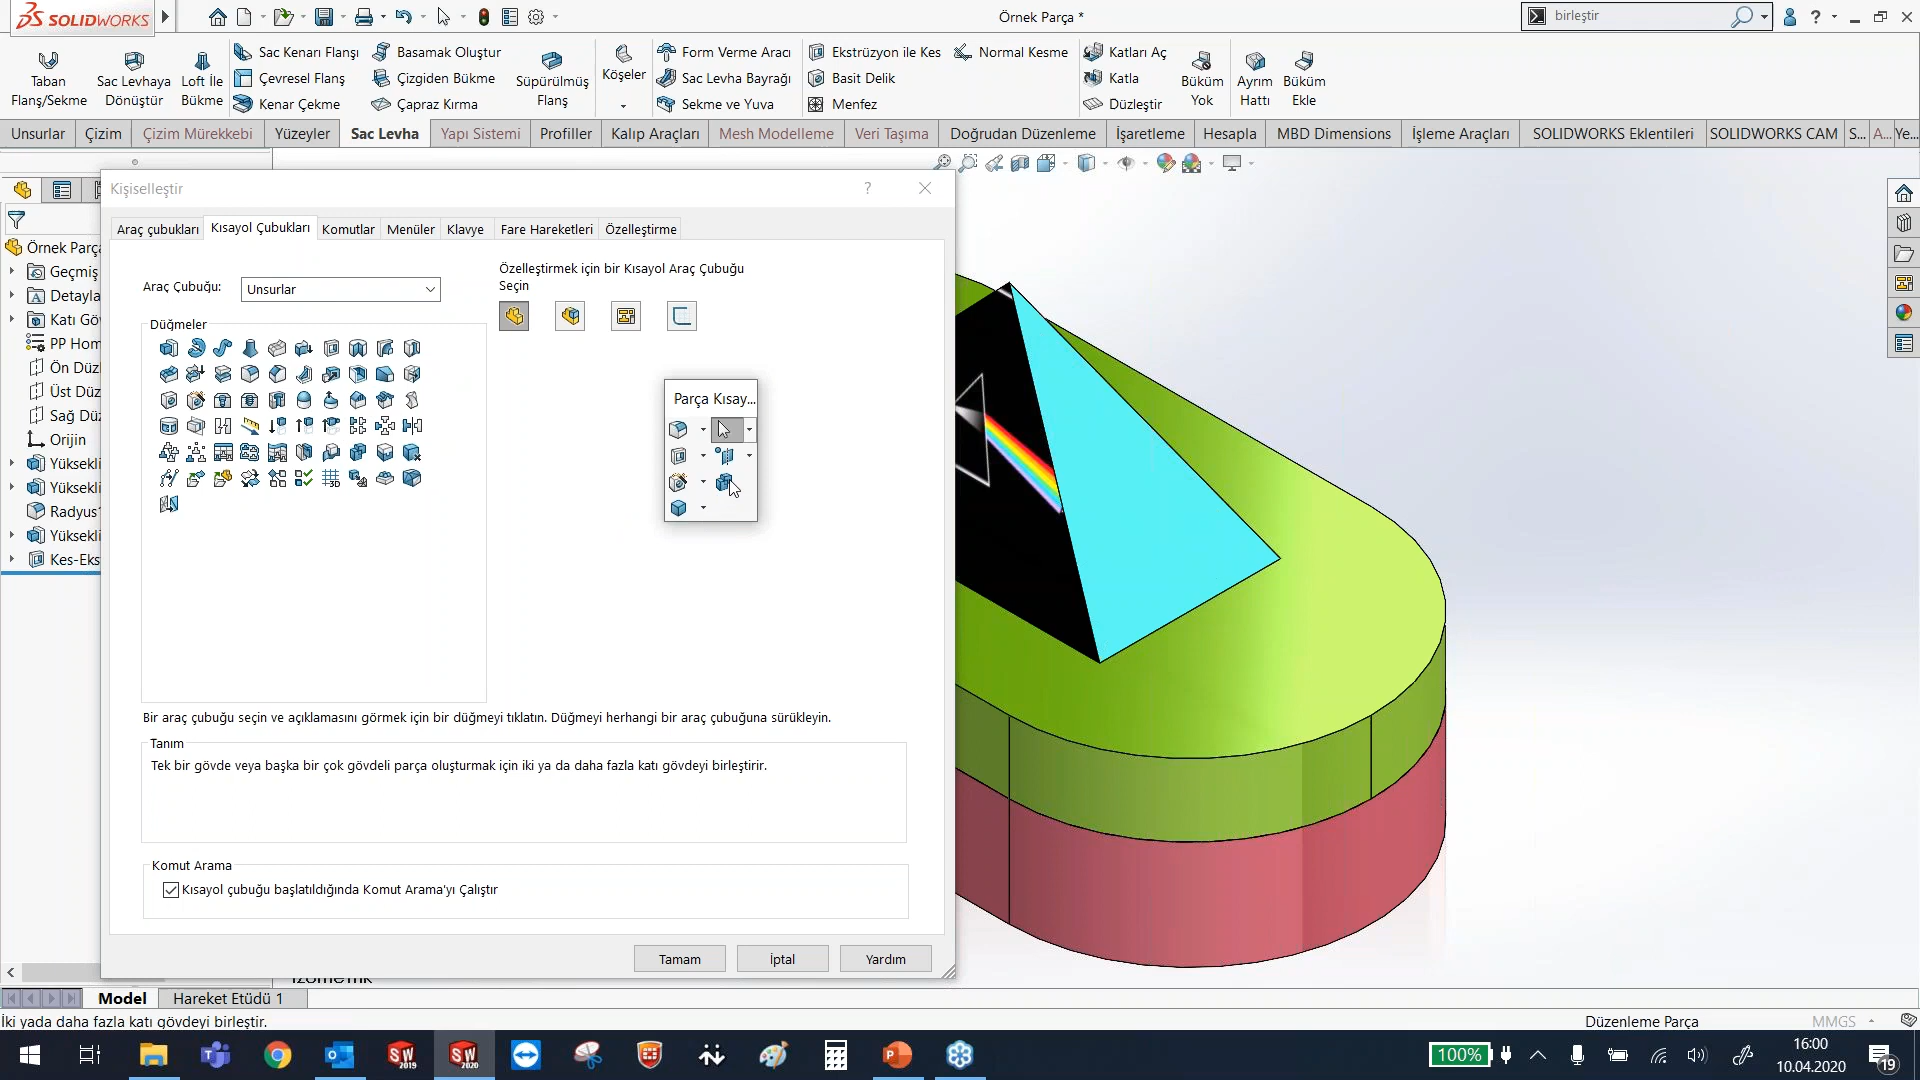 SOLIDWORKS
Örnek Parça *
birleştir
Taban Flanş/Sekme
Sac Levhaya Dönüştür
Loft İle Bükme
Sac Kenarı Flanşı
Çevresel Flanş
Kenar Çekme
Basamak Oluştur
Çizgiden Bükme
Çapraz Kırma
Süpürülmüş Flanş
Köşeler
Form Verme Aracı
Sac Levha Bayrağı
Sekme ve Yuva
Ekstrüzyon ile Kes
Basit Delik
Menfez
Normal Kesme
Katları Aç
Katla
Düzleştir
Büküm Yok
Ayrım Hattı
Büküm Ekle
Unsurlar Çizim Çizim Mürekkebi Yüzeyler Sac Levha Yapı Sistemi Profiller Kalıp Araçları Mesh Modelleme Veri Taşıma Doğrudan Düzenleme İşaretleme Hesapla MBD Dimensions İşleme Araçları SOLIDWORKS Eklentileri SOLIDWORKS CAM S... A... Ye...
Örnek Parça
Geçmiş
Detayla
Katı Gö
PP Hom
Ön Düz
Üst Düz
Sağ Düz
Orijin
Yüksekli
Yüksekli
Radyus
Yüksekli
Kes-Eks
Kişiselleştir
Araç çubukları Kısayol Çubukları Komutlar Menüler Klavye Fare Hareketleri Özelleştirme
Araç Çubuğu: Unsurlar
Özelleştirmek için bir Kısayol Araç Çubuğu
Seçin
Düğmeler
Parça Kısay...
Bir araç çubuğu seçin ve açıklamasını görmek için bir düğmeyi tıklatın. Düğmeyi herhangi bir araç çubuğuna sürükleyin.
Tanım
Tek bir gövde veya başka bir çok gövdeli parça oluşturmak için iki ya da daha fazla katı gövdeyi birleştirir.
Komut Arama
Kısayol çubuğu başlatıldığında Komut Arama'yı Çalıştır
Tamam İptal Yardım
Model Hareket Etüdü 1
İki yada daha fazla katı gövdeyi birleştir.
Düzenleme Parça MMGS
SW 2019
SW 2020
100%
16:00
10.04.2020
19